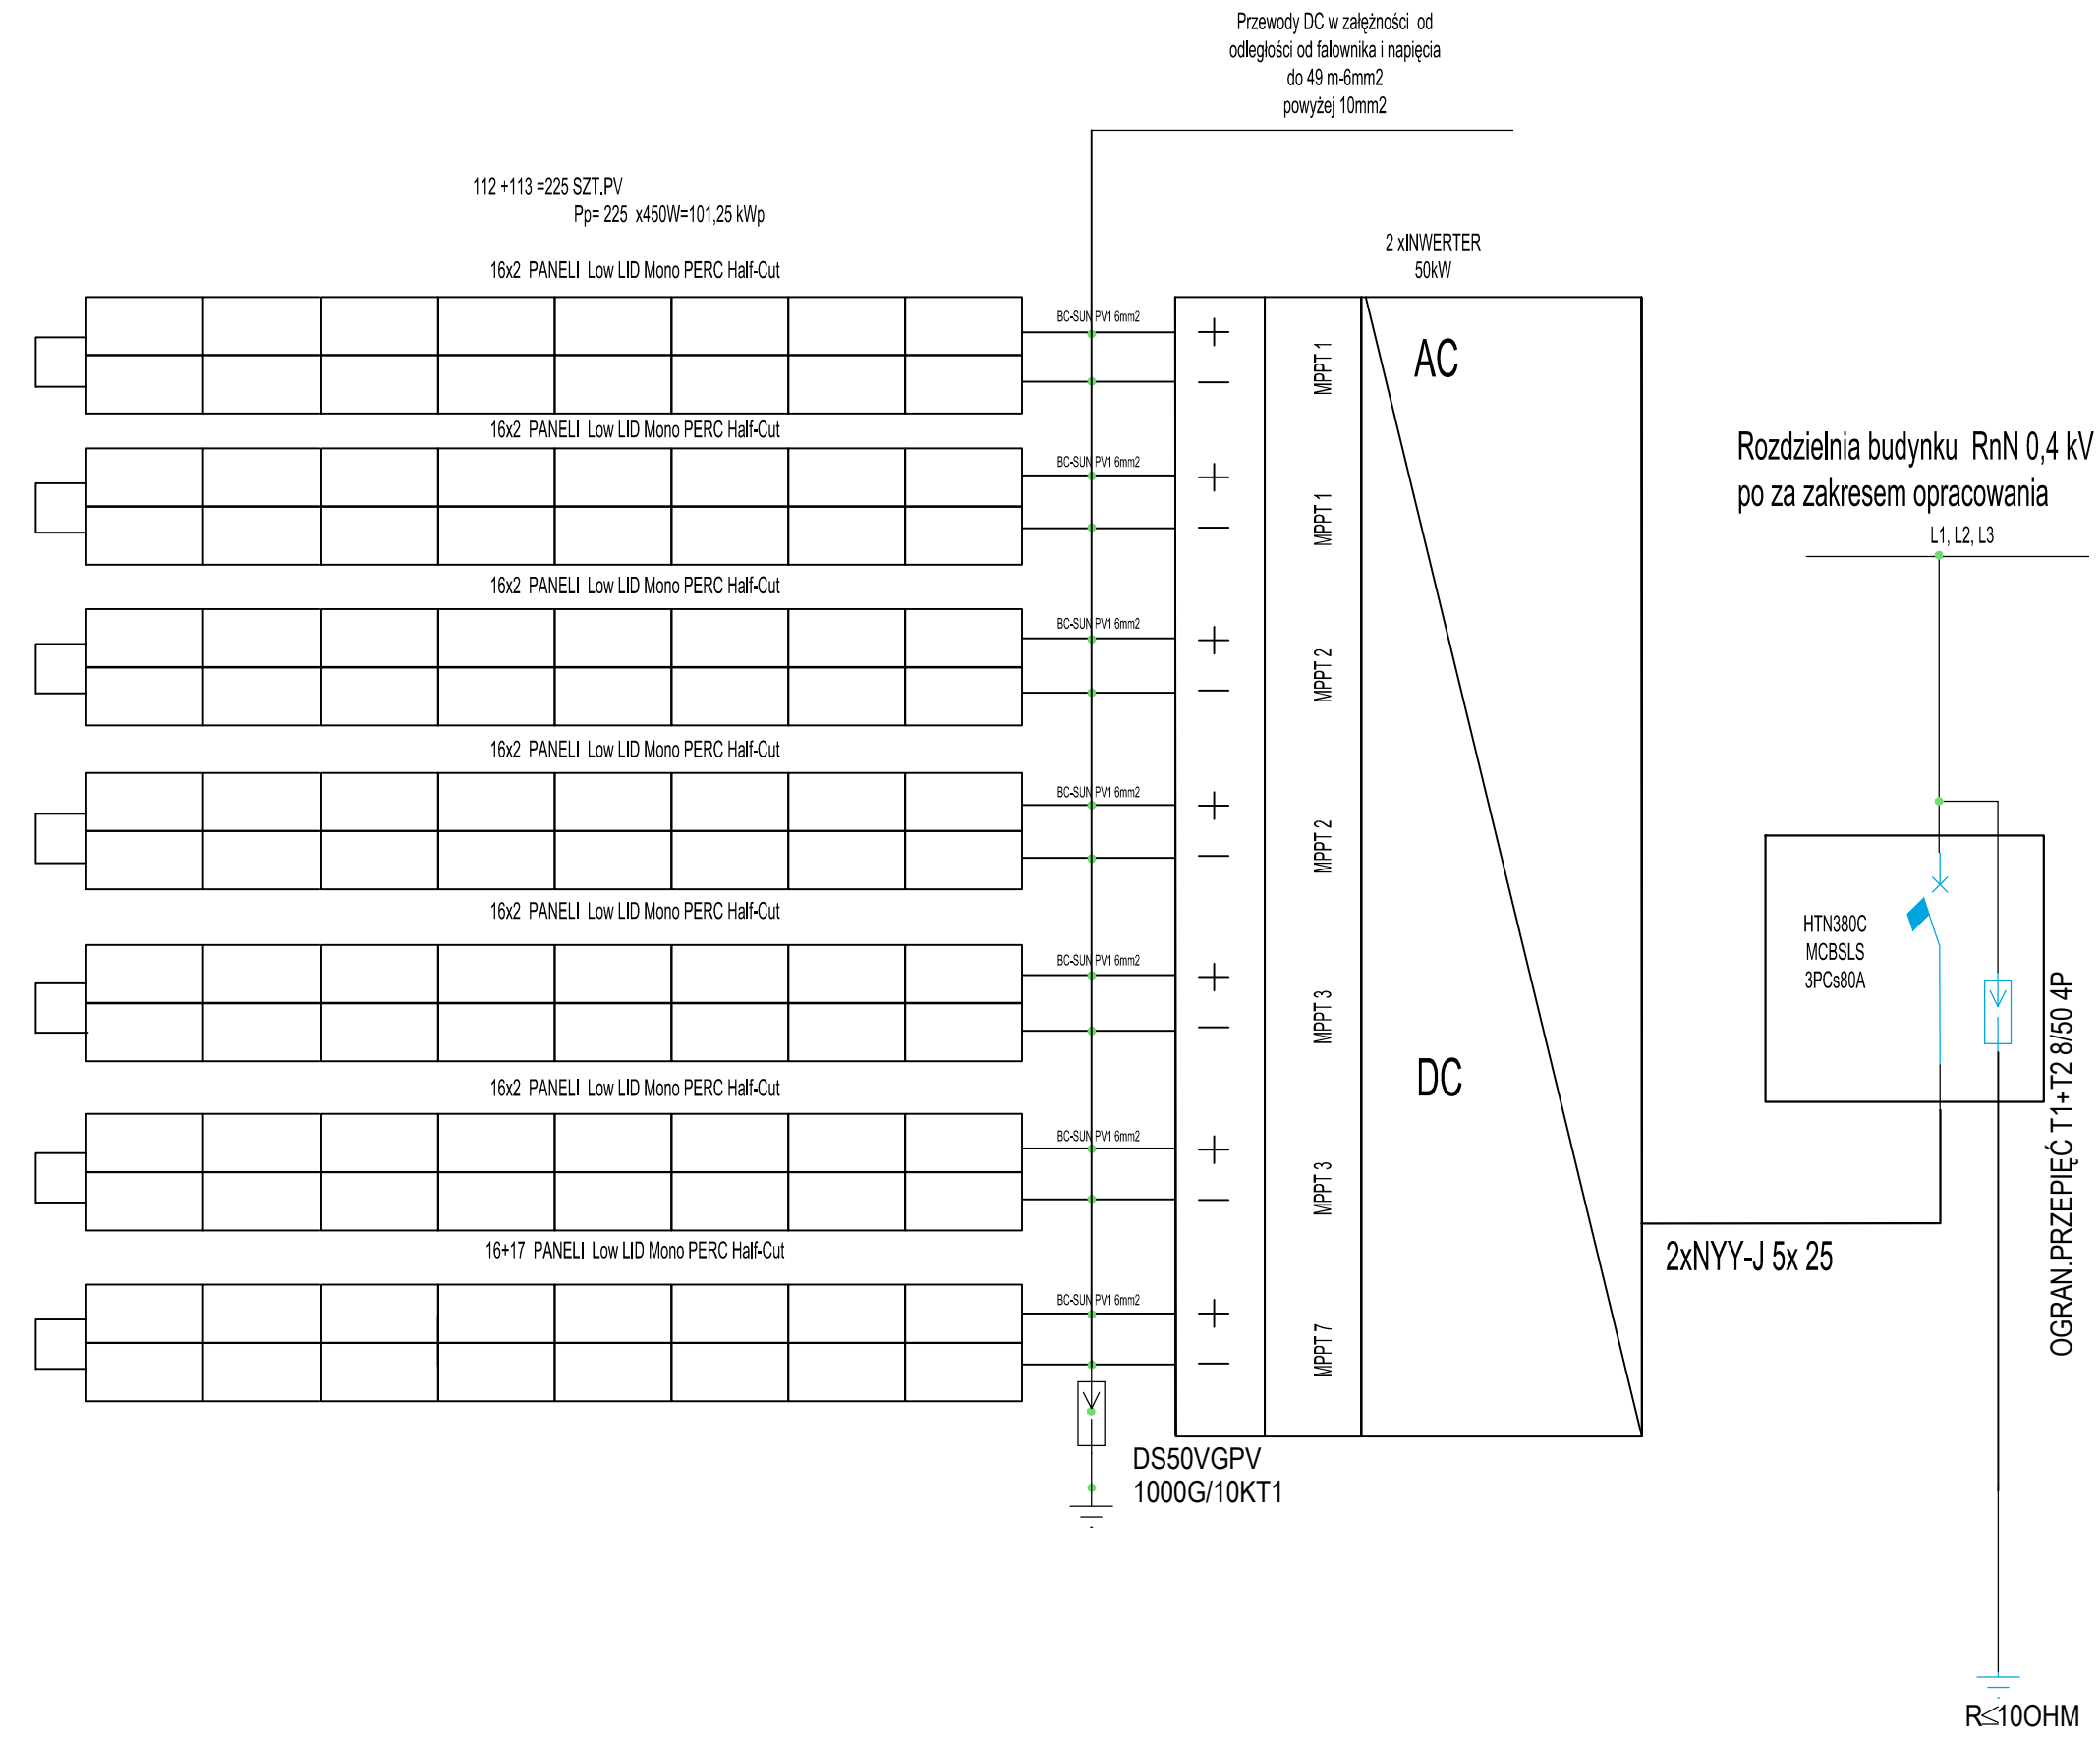 Przewody DC w załężności od
odległości od falownika i napięcia
do 49 m-6mm2
powyżej 10mm2
112 +113 =225 SZT.PV
Pp= 225 x450W=101,25 kWp
2 xINWERTER
50kW
16x2 PANELI Low LID Mono PERC Half-Cut
BC-SUN PV1 6mm2
+
−
MPPT 1
AC
16x2 PANELI Low LID Mono PERC Half-Cut
BC-SUN PV1 6mm2
+
−
MPPT 1
Rozdzielnia budynku RnN 0,4 kV
po za zakresem opracowania
L1, L2, L3
16x2 PANELI Low LID Mono PERC Half-Cut
BC-SUN PV1 6mm2
+
−
MPPT 2
16x2 PANELI Low LID Mono PERC Half-Cut
BC-SUN PV1 6mm2
+
−
MPPT 2
16x2 PANELI Low LID Mono PERC Half-Cut
BC-SUN PV1 6mm2
+
−
MPPT 3
HTN380C
MCBSLS
3PCs80A
DC
OGRAN.PRZEPIĘĆ T1+T2 8/50 4P
16x2 PANELI Low LID Mono PERC Half-Cut
BC-SUN PV1 6mm2
+
−
MPPT 3
2xNYY-J 5x 25
16+17 PANELI Low LID Mono PERC Half-Cut
BC-SUN PV1 6mm2
+
−
MPPT 7
DS50VGPV
1000G/10KT1
R≤10OHM